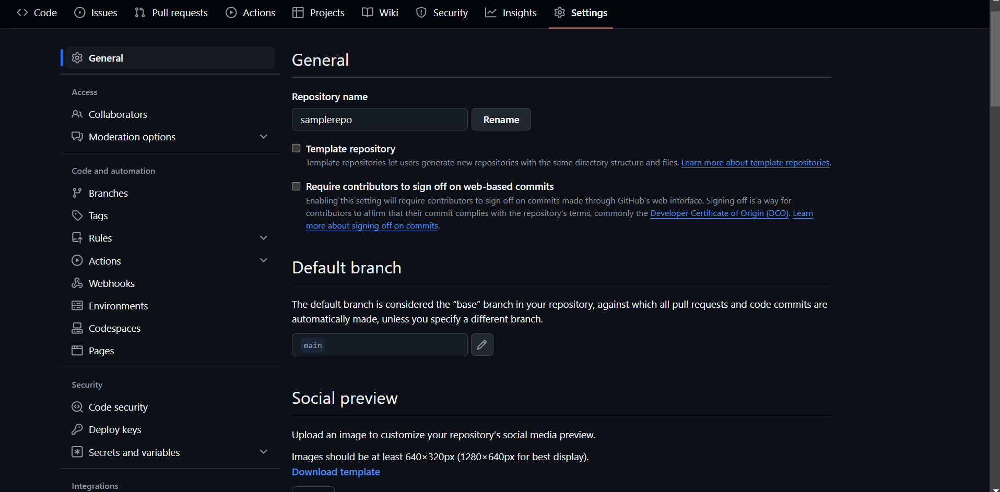 Code Issues Pull requests Actions Projects Wiki Security Insights Settings
General
Access
Collaborators
Moderation options
Code and automation
Branches
Tags
Rules
Actions
Webhooks
Environments
Codespaces
Pages
Security
Code security
Deploy keys
Secrets and variables
Integrations
General
Repository name
samplerepo Rename
Template repository
Template repositories let users generate new repositories with the same directory structure and files. Learn more about template repositories.
Require contributors to sign off on web-based commits
Enabling this setting will require contributors to sign off on commits made through GitHub’s web interface. Signing off is a way for
contributors to affirm that their commit complies with the repository's terms, commonly the Developer Certificate of Origin (DCO). Learn
more about signing off on commits.
Default branch
The default branch is considered the “base” branch in your repository, against which all pull requests and code commits are
automatically made, unless you specify a different branch.
main
Social preview
Upload an image to customize your repository’s social media preview.
Images should be at least 640×320px (1280×640px for best display).
Download template